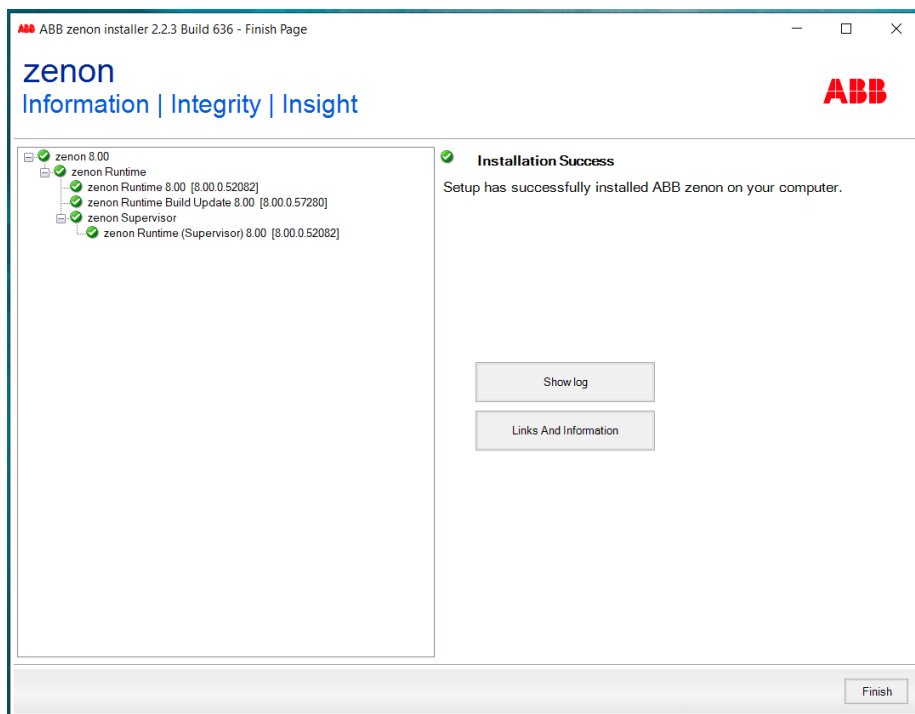 ABB ABB zenon installer 2.2.3 Build 636 - Finish Page
zenon
Information | Integrity | Insight
ABB
zenon 8.00
zenon Runtime
zenon Runtime 8.00 [8.00.0.52082]
zenon Runtime Build Update 8.00 [8.00.0.57280]
zenon Supervisor
zenon Runtime (Supervisor) 8.00 [8.00.0.52082]
Installation Success
Setup has successfully installed ABB zenon on your computer.
Show log
Links And Information
Finish